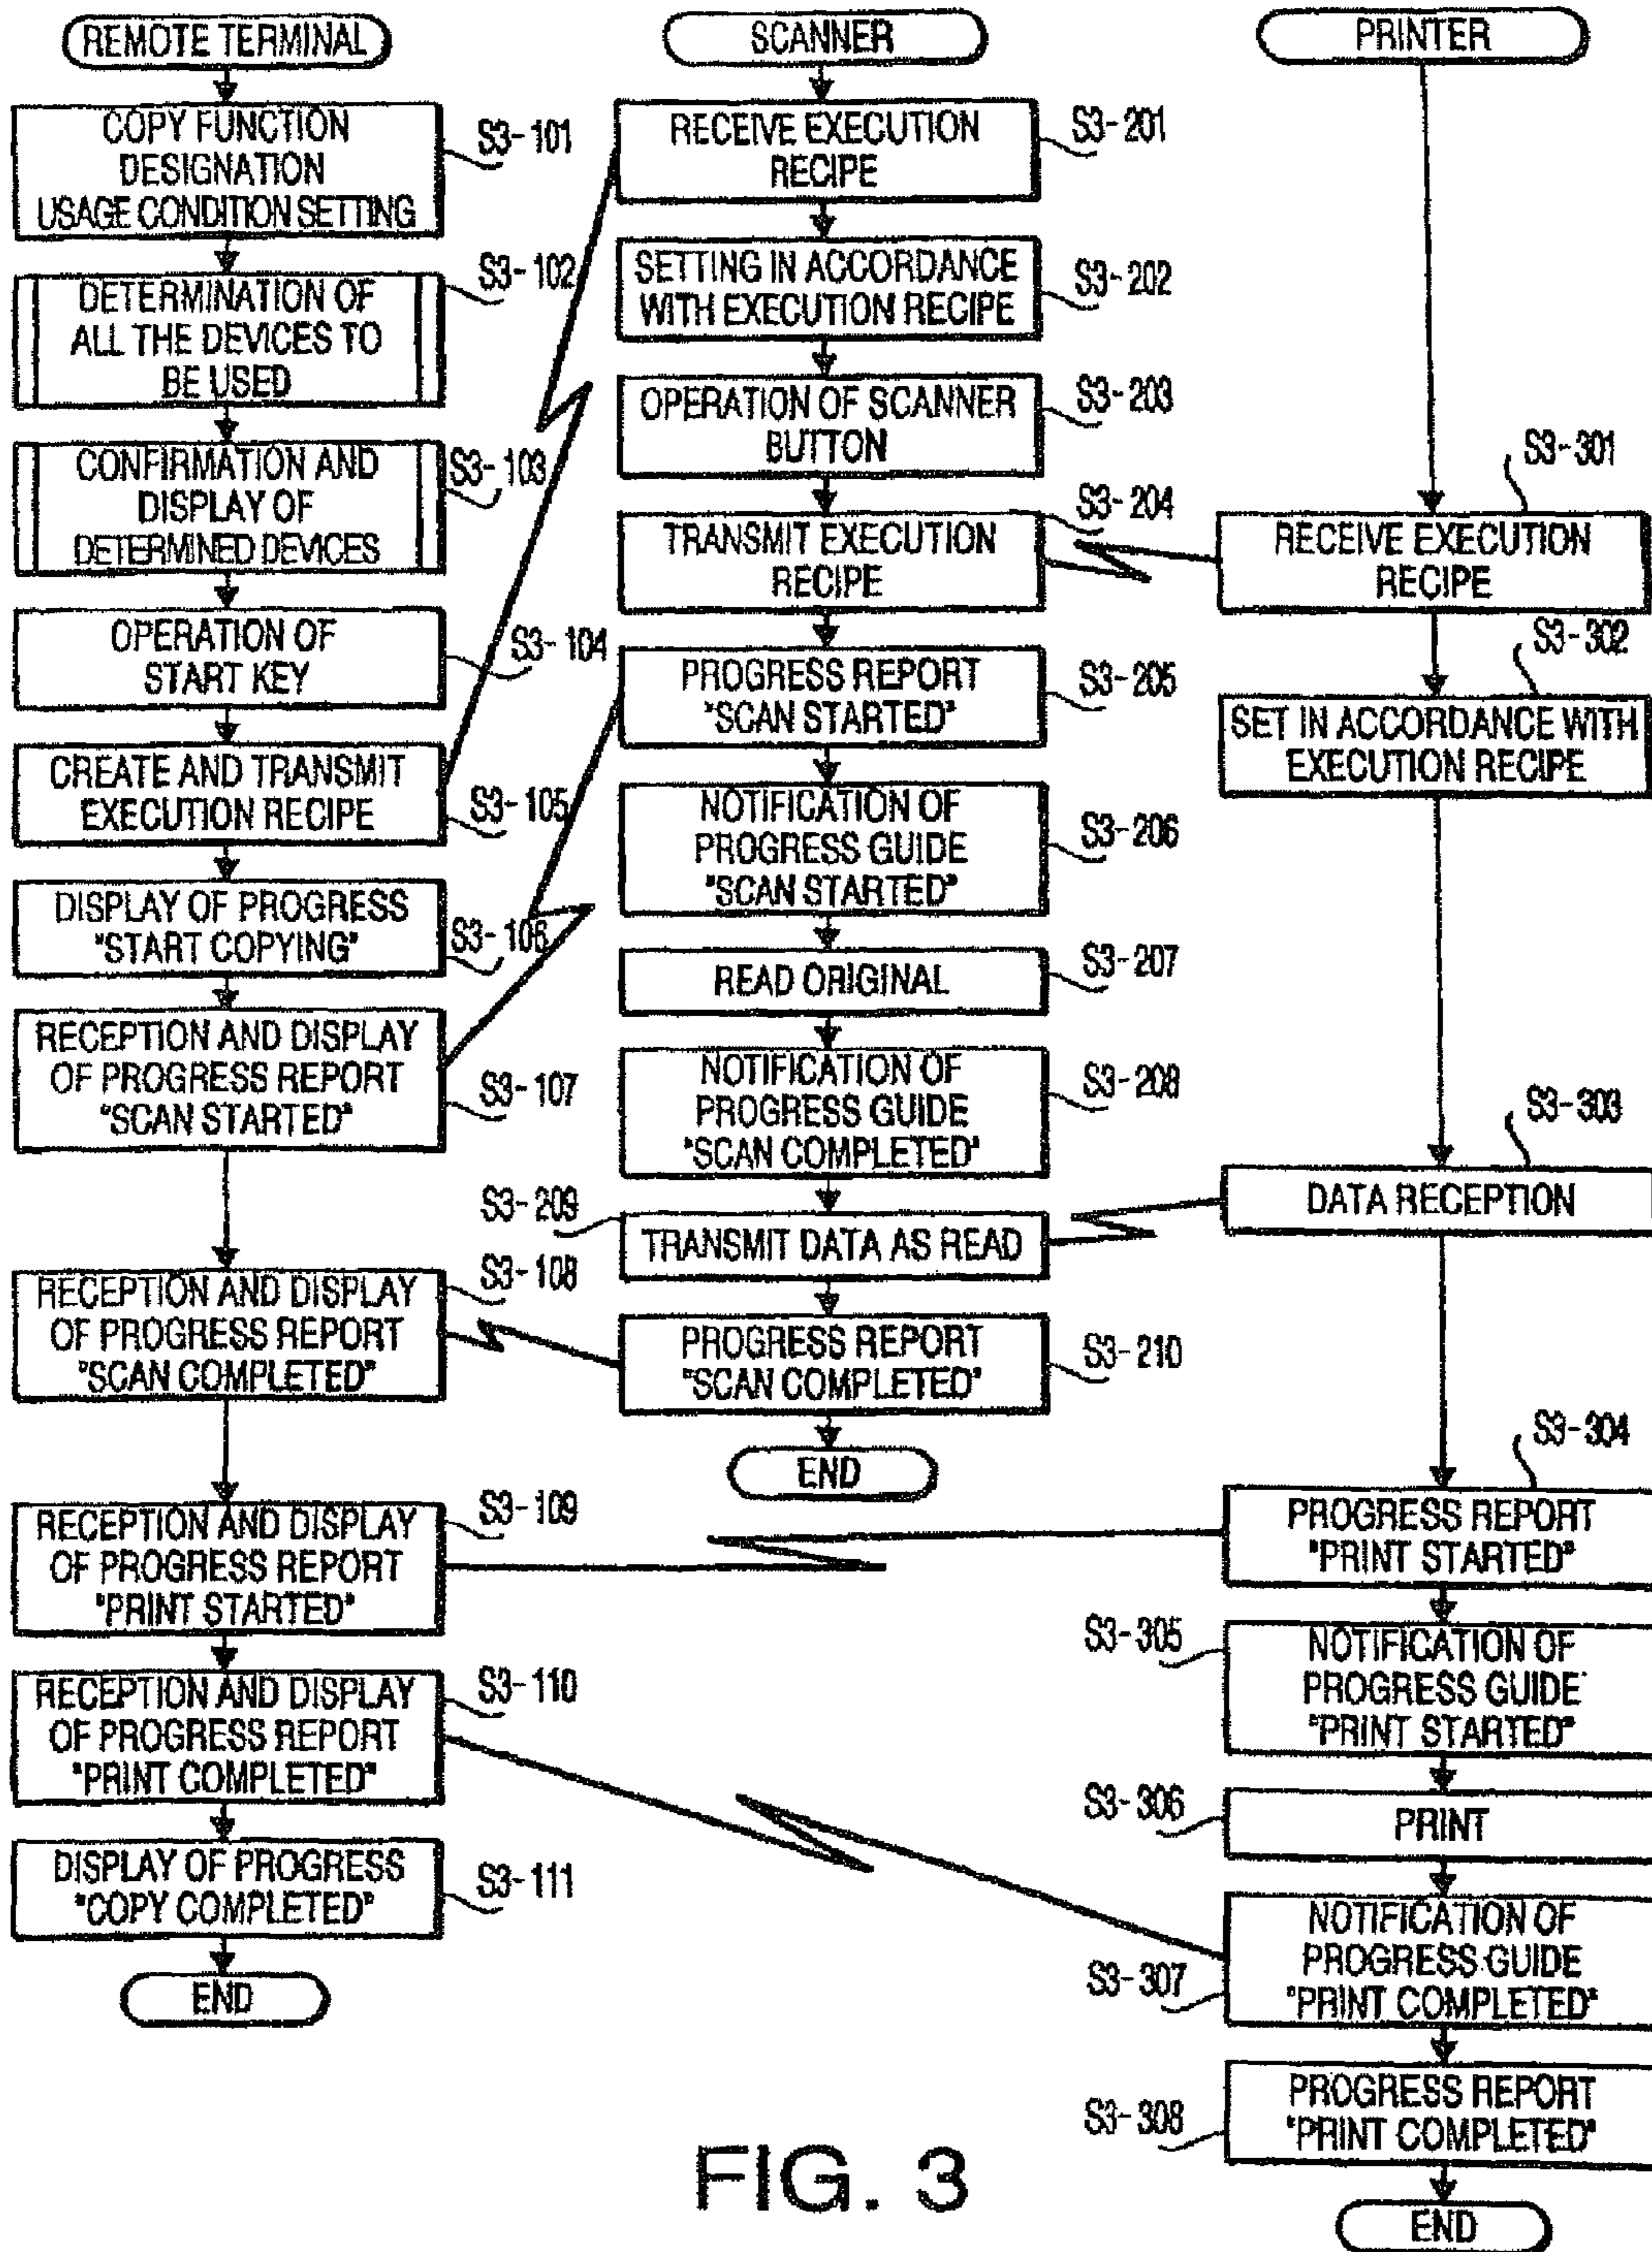 REMOTE TERMINAL
COPY FUNCTION
DESIGNATION
USAGE CONDITION SETTING
S3-101
DETERMINATION OF
ALL THE DEVICES TO
BE USED
S3-102
CONFIRMATION AND
DISPLAY OF
DETERMINED DEVICES
S3-103
OPERATION OF
START KEY
S3-104
CREATE AND TRANSMIT
EXECUTION RECIPE
S3-105
DISPLAY OF PROGRESS
"START COPYING"
S3-106
RECEPTION AND DISPLAY
OF PROGRESS REPORT
"SCAN STARTED"
S3-107
RECEPTION AND DISPLAY
OF PROGRESS REPORT
"SCAN COMPLETED"
S3-108
RECEPTION AND DISPLAY
OF PROGRESS REPORT
"PRINT STARTED"
S3-109
RECEPTION AND DISPLAY
OF PROGRESS REPORT
"PRINT COMPLETED"
S3-110
DISPLAY OF PROGRESS
"COPY COMPLETED"
S3-111
END
SCANNER
RECEIVE EXECUTION
RECIPE
S3-201
SETTING IN ACCORDANCE
WITH EXECUTION RECIPE
S3-202
OPERATION OF SCANNER
BUTTON
S3-203
TRANSMIT EXECUTION
RECIPE
S3-204
PROGRESS REPORT
"SCAN STARTED"
S3-205
NOTIFICATION OF
PROGRESS GUIDE
"SCAN STARTED"
S3-206
READ ORIGINAL
S3-207
NOTIFICATION OF
PROGRESS GUIDE
"SCAN COMPLETED"
S3-208
S3-209
TRANSMIT DATA AS READ
PROGRESS REPORT
"SCAN COMPLETED"
S3-210
END
PRINTER
S3-301
RECEIVE EXECUTION
RECIPE
S3-302
SET IN ACCORDANCE WITH
EXECUTION RECIPE
S3-303
DATA RECEPTION
S3-304
PROGRESS REPORT
"PRINT STARTED"
S3-305
NOTIFICATION OF
PROGRESS GUIDE
"PRINT STARTED"
S3-306
PRINT
NOTIFICATION OF
PROGRESS GUIDE
"PRINT COMPLETED"
S3-307
PROGRESS REPORT
"PRINT COMPLETED"
S3-308
END
FIG. 3